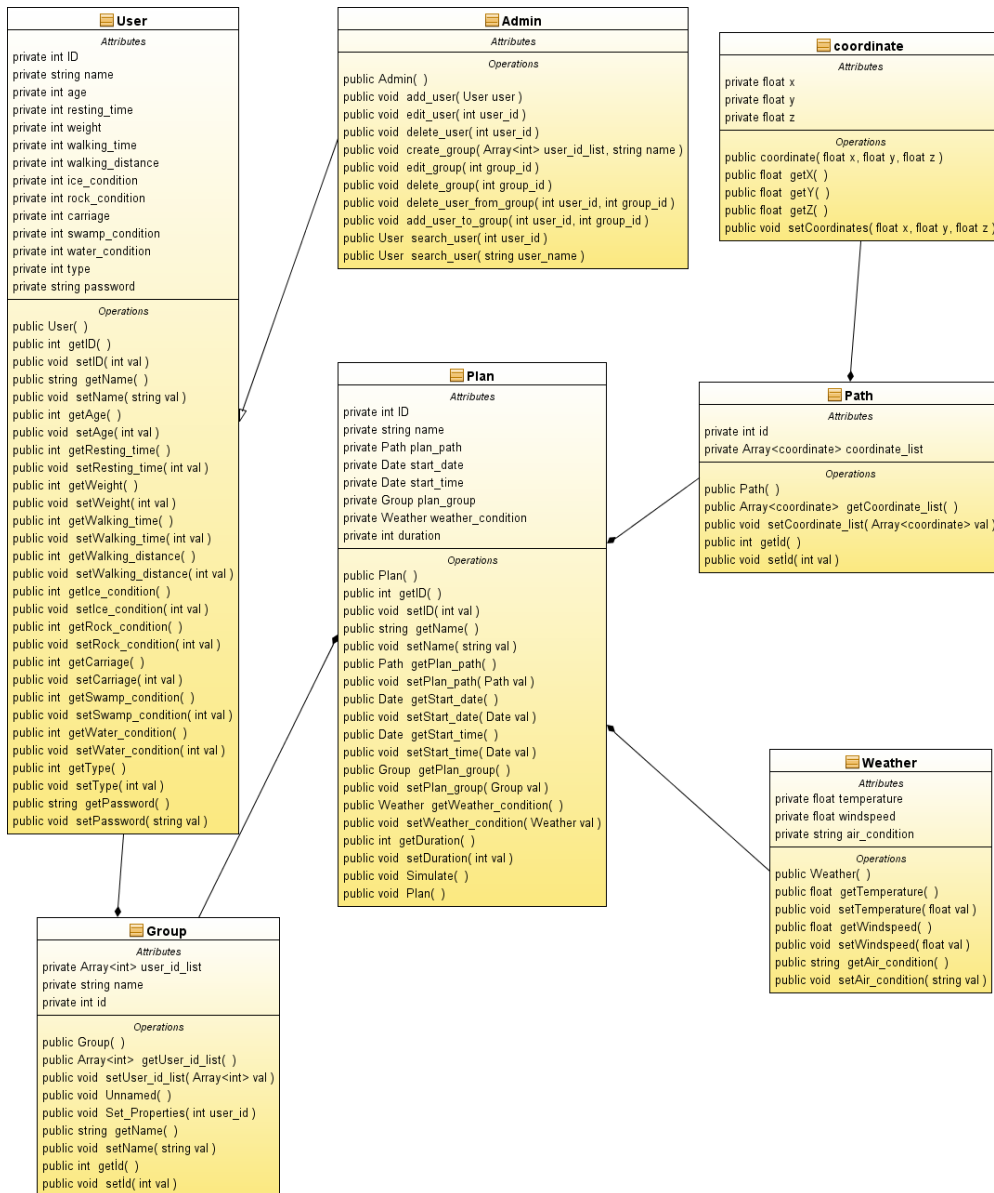 User
Attributes
private int ID
private string name
private int age
private int resting_time
private int weight
private int walking_time
private int walking_distance
private int ice_condition
private int rock_condition
private int carriage
private int swamp_condition
private int water_condition
private int type
private string password
Operations
public User( )
public int getID( )
public void setID( int val )
public string getName( )
public void setName( string val )
public int getAge( )
public void setAge( int val )
public int getResting_time( )
public void setResting_time( int val )
public int getWeight( )
public void setWeight( int val )
public int getWalking_time( )
public void setWalking_time( int val )
public int getWalking_distance( )
public void setWalking_distance( int val )
public int getIce_condition( )
public void setIce_condition( int val )
public int getRock_condition( )
public void setRock_condition( int val )
public int getCarriage( )
public void setCarriage( int val )
public int getSwamp_condition( )
public void setSwamp_condition( int val )
public int getWater_condition( )
public void setWater_condition( int val )
public int getType( )
public void setType( int val )
public string getPassword( )
public void setPassword( string val )
Admin
Attributes
Operations
public Admin( )
public void add_user( User user )
public void edit_user( int user_id )
public void delete_user( int user_id )
public void create_group( Array<int> user_id_list, string name )
public void edit_group( int group_id )
public void delete_group( int group_id )
public void delete_user_from_group( int user_id, int group_id )
public void add_user_to_group( int user_id, int group_id )
public User search_user( int user_id )
public User search_user( string user_name )
coordinate
Attributes
private float x
private float y
private float z
Operations
public coordinate( float x, float y, float z )
public float getX( )
public float getY( )
public float getZ( )
public void setCoordinates( float x, float y, float z )
Plan
Attributes
private int ID
private string name
private Path plan_path
private Date start_date
private Date start_time
private Group plan_group
private Weather weather_condition
private int duration
Operations
public Plan( )
public int getID( )
public void setID( int val )
public string getName( )
public void setName( string val )
public Path getPlan_path( )
public void setPlan_path( Path val )
public Date getStart_date( )
public void setStart_date( Date val )
public Date getStart_time( )
public void setStart_time( Date val )
public Group getPlan_group( )
public void setPlan_group( Group val )
public Weather getWeather_condition( )
public void setWeather_condition( Weather val )
public int getDuration( )
public void setDuration( int val )
public void Simulate( )
public void Plan( )
Path
Attributes
private int id
private Array<coordinate> coordinate_list
Operations
public Path( )
public Array<coordinate> getCoordinate_list( )
public void setCoordinate_list( Array<coordinate> val )
public int getİd( )
public void setİd( int val )
Weather
Attributes
private float temperature
private float windspeed
private string air_condition
Operations
public Weather( )
public float getTemperature( )
public void setTemperature( float val )
public float getWindspeed( )
public void setWindspeed( float val )
public string getAir_condition( )
public void setAir_condition( string val )
Group
Attributes
private Array<int> user_id_list
private string name
private int id
Operations
public Group( )
public Array<int> getUser_id_list( )
public void setUser_id_list( Array<int> val )
public void Unnamed( )
public void Set_Properties( int user_id )
public string getName( )
public void setName( string val )
public int getİd( )
public void setİd( int val )